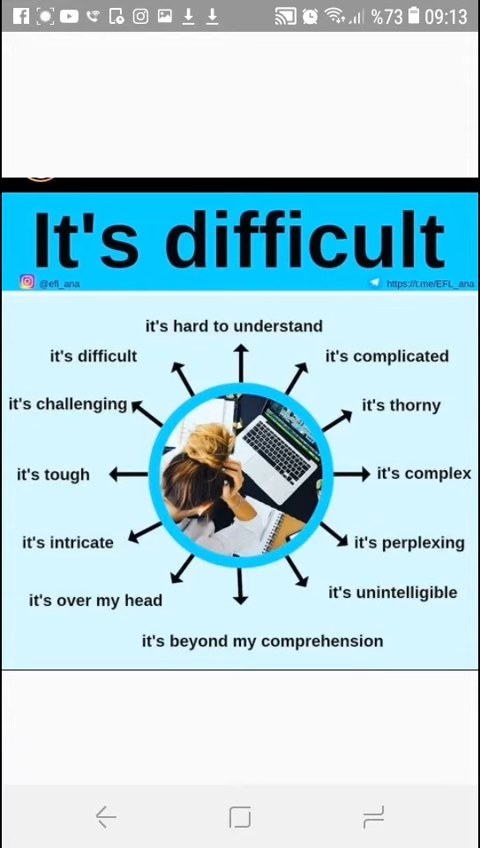 %73 09:13
It's difficult
@efl_ana https://t.me/EFL_ana
it's hard to understand
it's difficult it's complicated
it's challenging it's thorny
it's tough it's complex
it's intricate it's perplexing
it's over my head it's unintelligible
it's beyond my comprehension